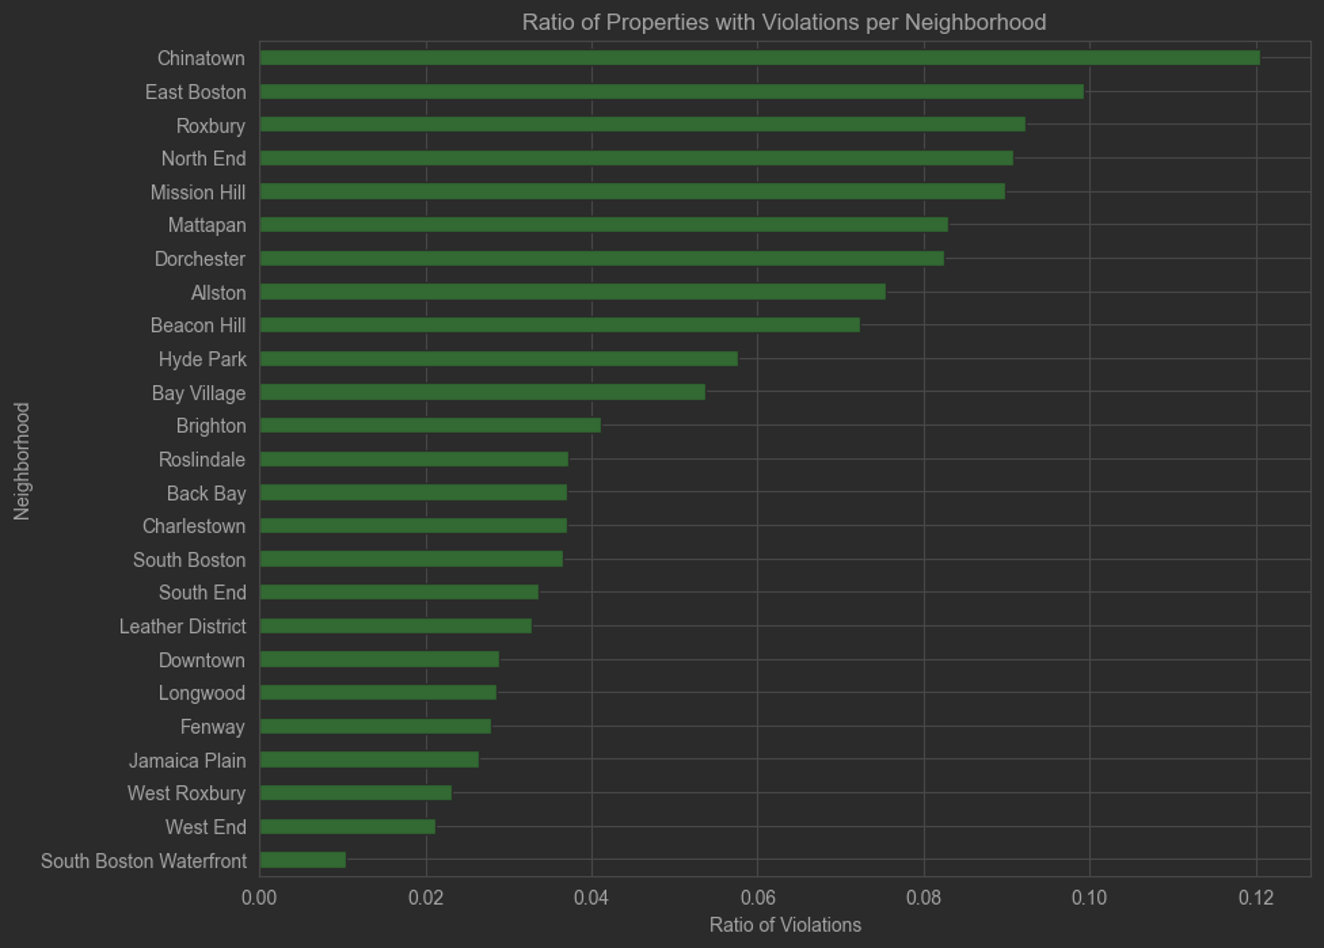 Ratio of Properties with Violations per Neighborhood
Chinatown
East Boston
Roxbury
North End
Mission Hill
Mattapan
Dorchester
Allston
Beacon Hill
Hyde Park
Bay Village
Brighton
Roslindale
Back Bay
Charlestown
South Boston
South End
Leather District
Downtown
Longwood
Fenway
Jamaica Plain
West Roxbury
West End
South Boston Waterfront
Neighborhood
0.00 0.02 0.04 0.06 0.08 0.10 0.12
Ratio of Violations